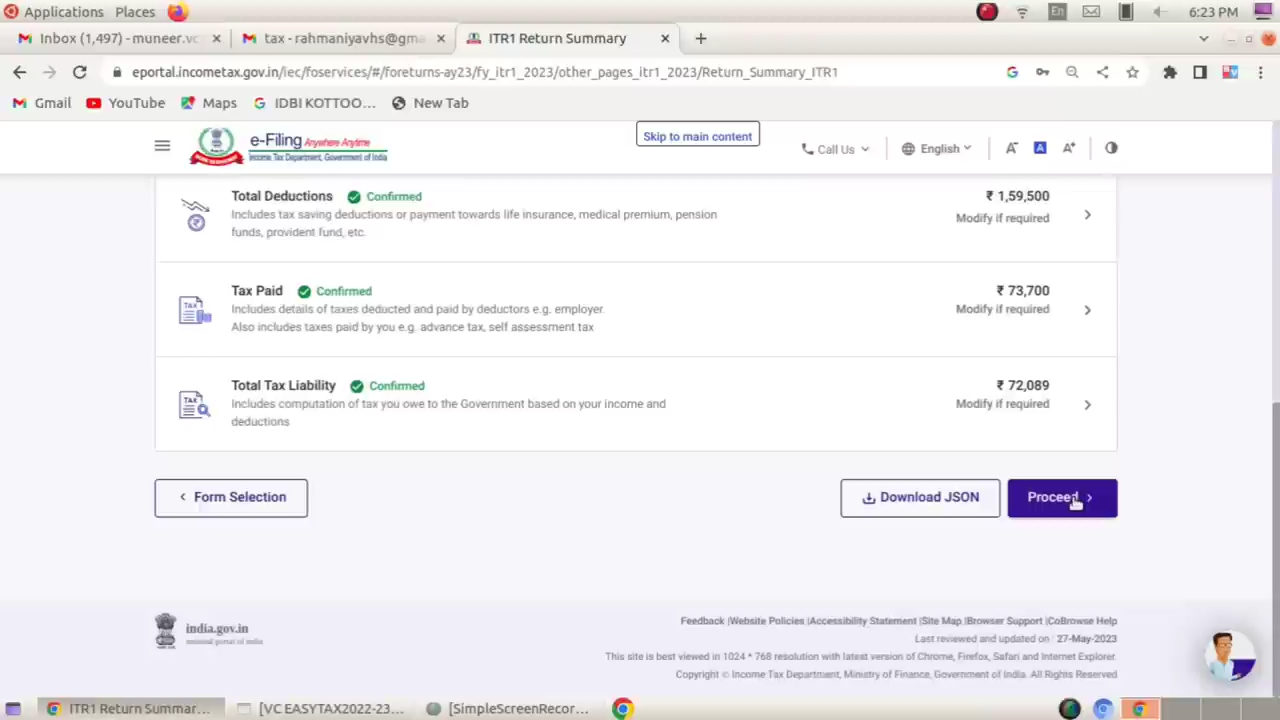 Applications Places En 6:23 PM
Inbox (1,497) - muneer.vc
tax - rahmaniyavhs@gma
ITR1 Return Summary
eportal.incometax.gov.in/iec/foservices/#/foreturns-ay23/fy_itr1_2023/other_pages_itr1_2023/Return_Summary_ITR1
Gmail YouTube Maps IDBI KOTTOO... New Tab
e-Filing Anywhere Anytime
Income Tax Department, Government of India
Skip to main content
Call Us
English
A- A A+
Total Deductions Confirmed ₹ 1,59,500
Includes tax saving deductions or payment towards life insurance, medical premium, pension Modify if required
funds, provident fund, etc.
TAX
Tax Paid Confirmed ₹ 73,700
Includes details of taxes deducted and paid by deductors e.g. employer. Modify if required
Also includes taxes paid by you e.g. advance tax, self assessment tax
TAX
Total Tax Liability Confirmed ₹ 72,089
Includes computation of tax you owe to the Government based on your income and Modify if required
deductions
Form Selection Download JSON Proceed
india.gov.in
national portal of india
Feedback |Website Policies |Accessibility Statement |Site Map |Browser Support |CoBrowse Help
Last reviewed and updated on : 27-May-2023
This site is best viewed in 1024 * 768 resolution with latest version of Chrome, Firefox, Safari and Internet Explorer.
Copyright © Income Tax Department, Ministry of Finance, Government of India. All Rights Reserved
ITR1 Return Summar... [VC EASYTAX2022-23... [SimpleScreenRecor...